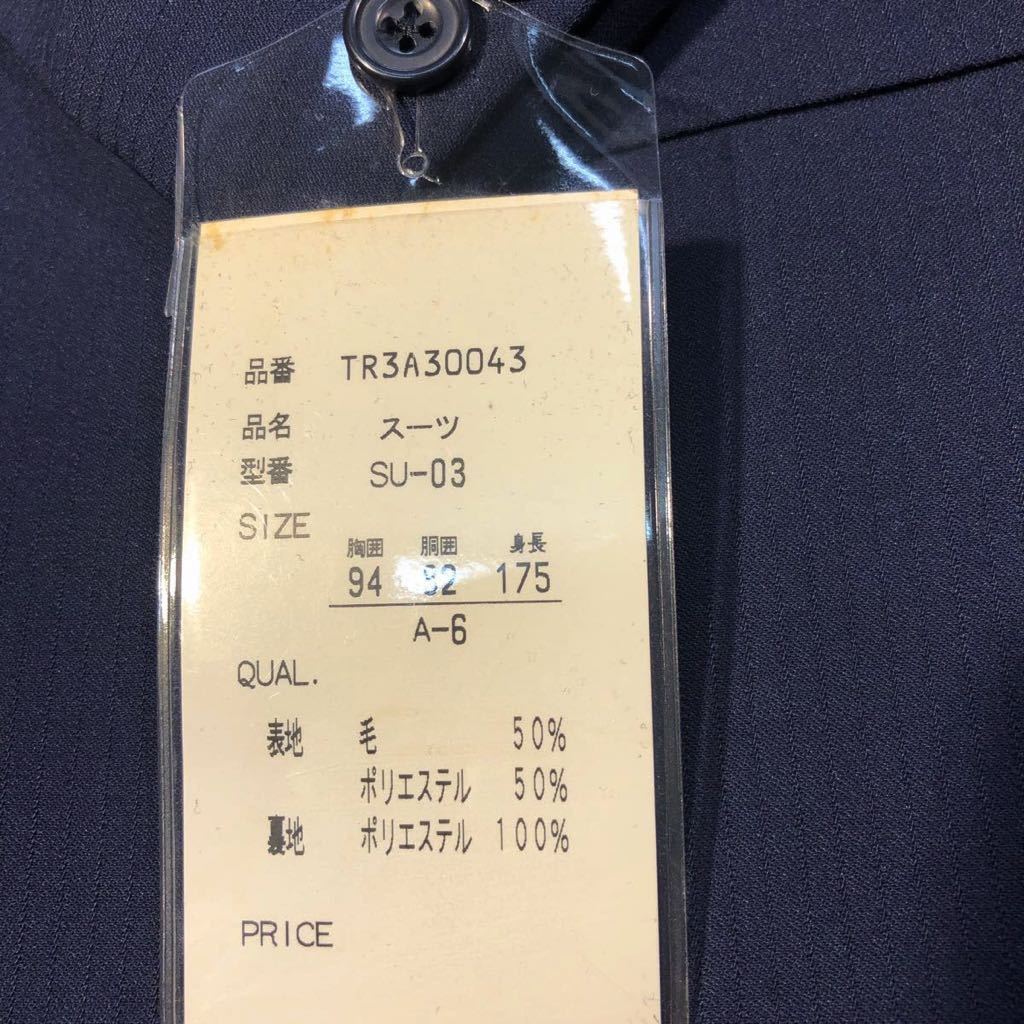 品番 TR3A30043
品名 スーツ
型番 SU-03
SIZE
胸囲 胴囲 身長
94 82 175
A-6
QUAL.
表地 毛 50%
ポリエステル 50%
裏地 ポリエステル 100%
PRICE